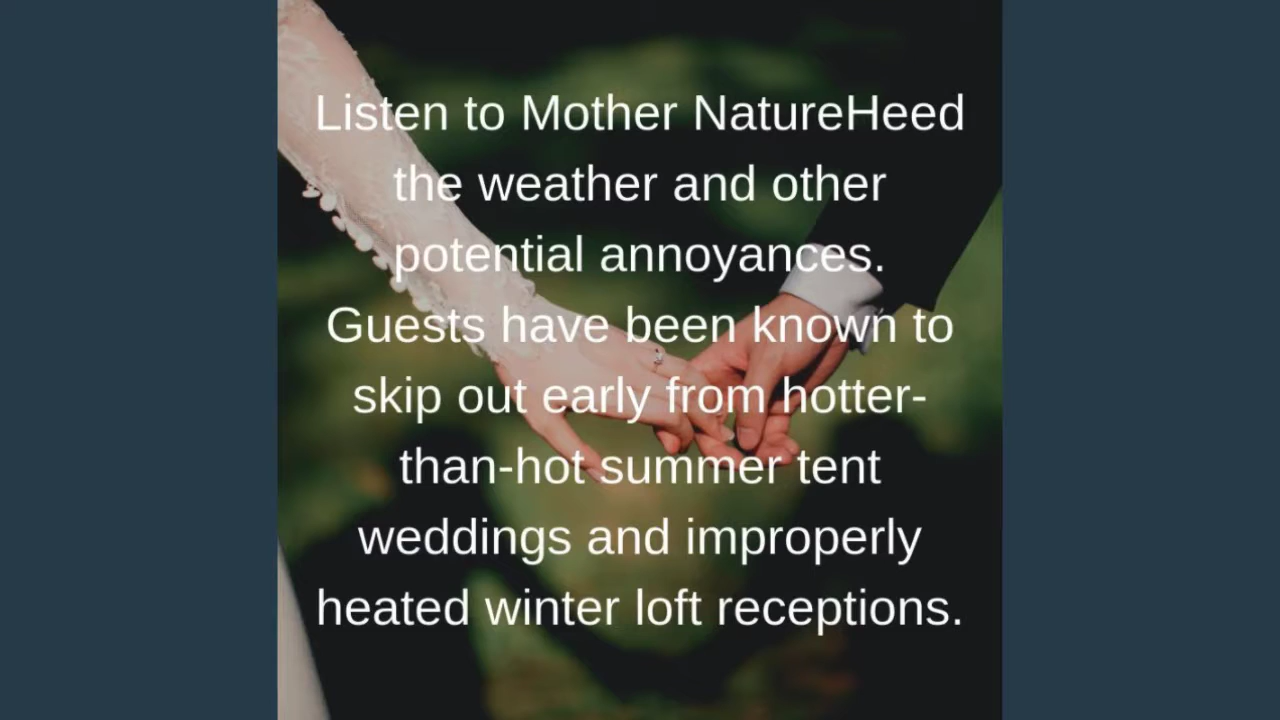 Listen to Mother NatureHeed
the weather and other
potential annoyances.
Guests have been known to
skip out early from hotter-
than-hot summer tent
weddings and improperly
heated winter loft receptions.